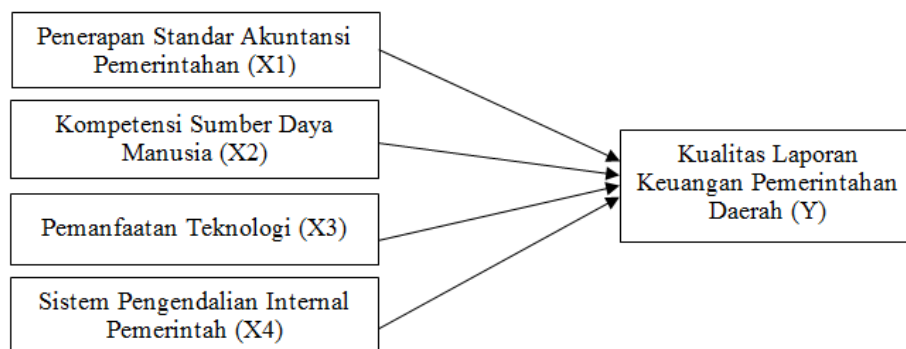 Penerapan Standar Akuntansi
Pemerintahan (X1)
Kompetensi Sumber Daya
Manusia (X2)
Pemanfaatan Teknologi (X3)
Sistem Pengendalian Internal
Pemerintah (X4)
Kualitas Laporan
Keuangan Pemerintahan
Daerah (Y)